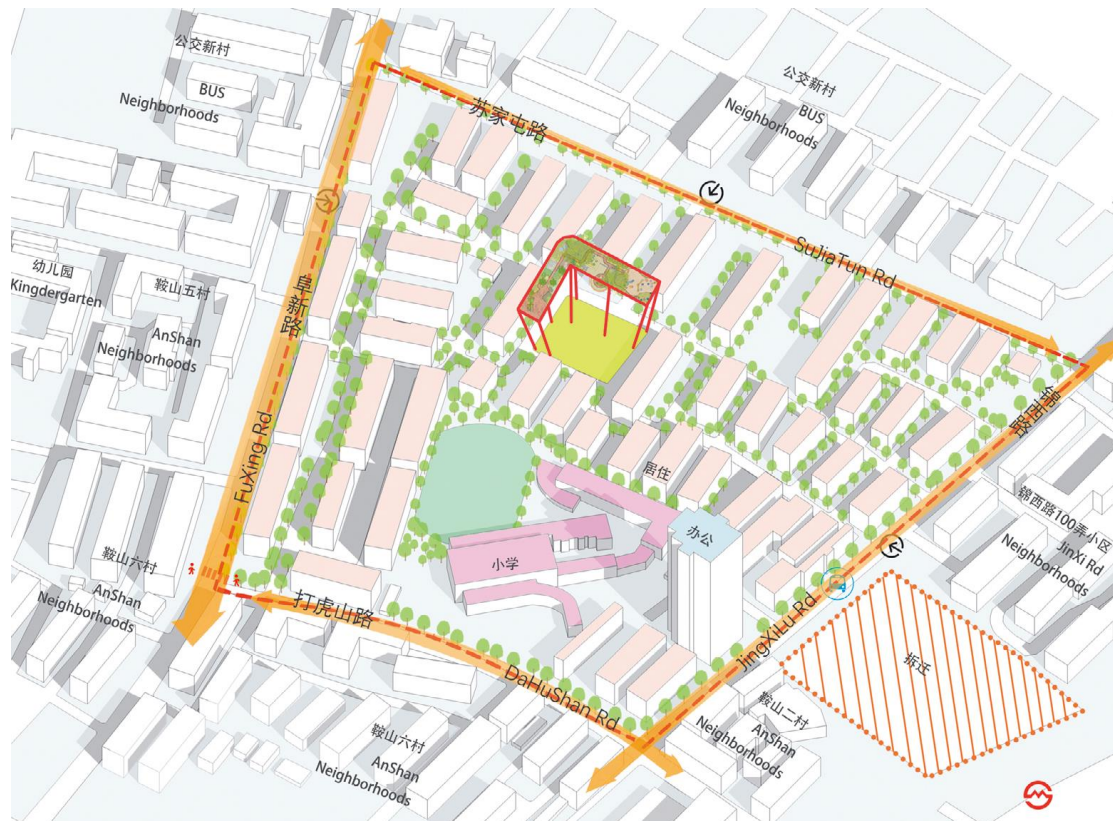 公交新村
BUS
Neighborhoods
公交新村
BUS
Neighborhoods
苏家屯路
SuJiaTun Rd
幼儿园
Kingdergarten
鞍山五村
AnShan
Neighborhoods
阜新路
FuXing Rd
锦西路
居住
办公
小学
锦西路100弄小区
JinXi Rd
Neighborhoods
鞍山六村
AnShan
Neighborhoods
打虎山路
DaHuShan Rd
JingXiLu Rd
拆迁
鞍山二村
AnShan
Neighborhoods
鞍山六村
AnShan
Neighborhoods